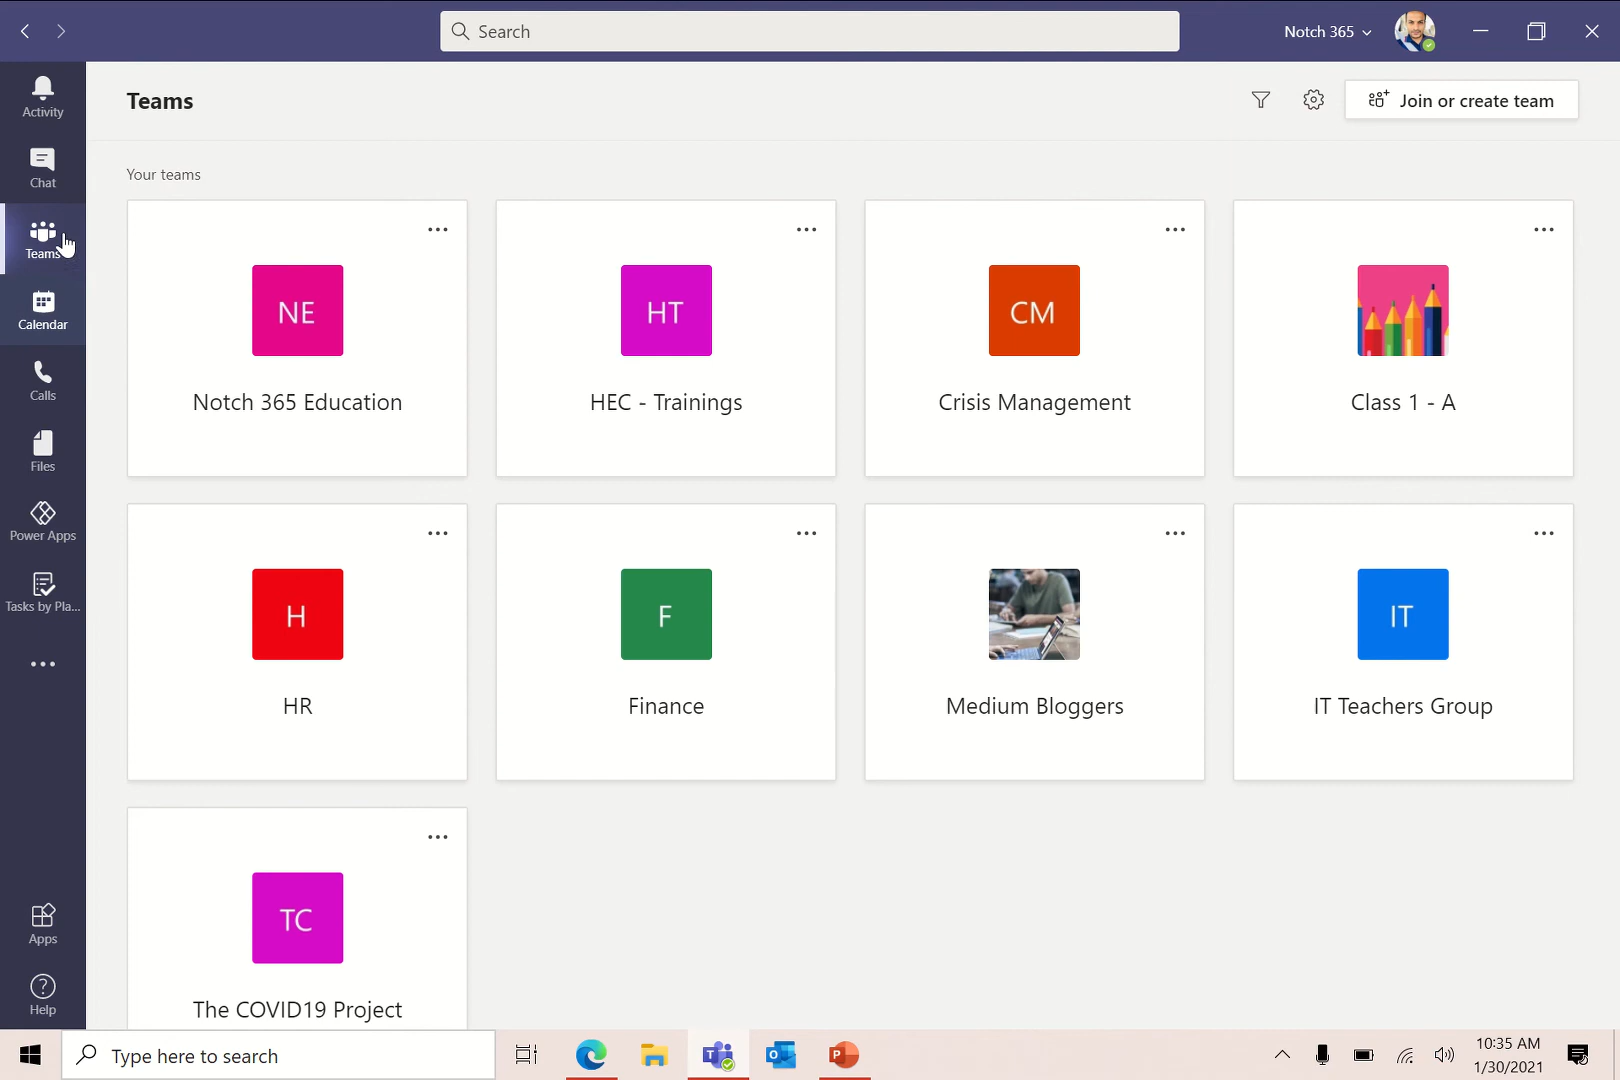 Search
Notch 365
Activity
Chat
Teams
Calendar
Calls
Files
Power Apps
Tasks by Pla...
Apps
Help
Teams
Join or create team
Your teams
NE
Notch 365 Education
HT
HEC - Trainings
CM
Crisis Management
Class 1 - A
H
HR
F
Finance
Medium Bloggers
IT
IT Teachers Group
TC
The COVID19 Project
Type here to search
10:35 AM
1/30/2021